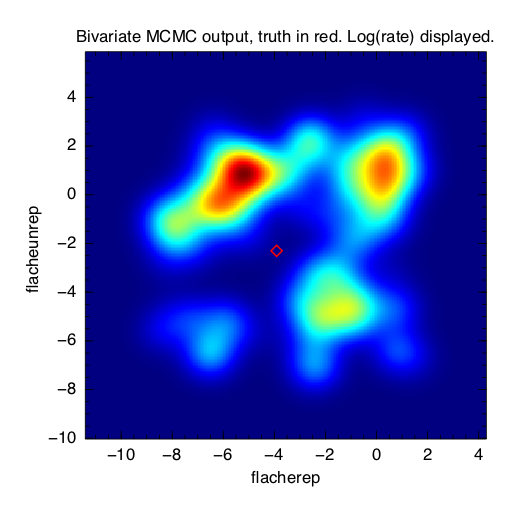 Bivariate MCMC output, truth in red. Log(rate) displayed.
4
2
0
−2
−4
−6
−8
−10
flacheunrep
−10 −8 −6 −4 −2 0 2 4
flacherep